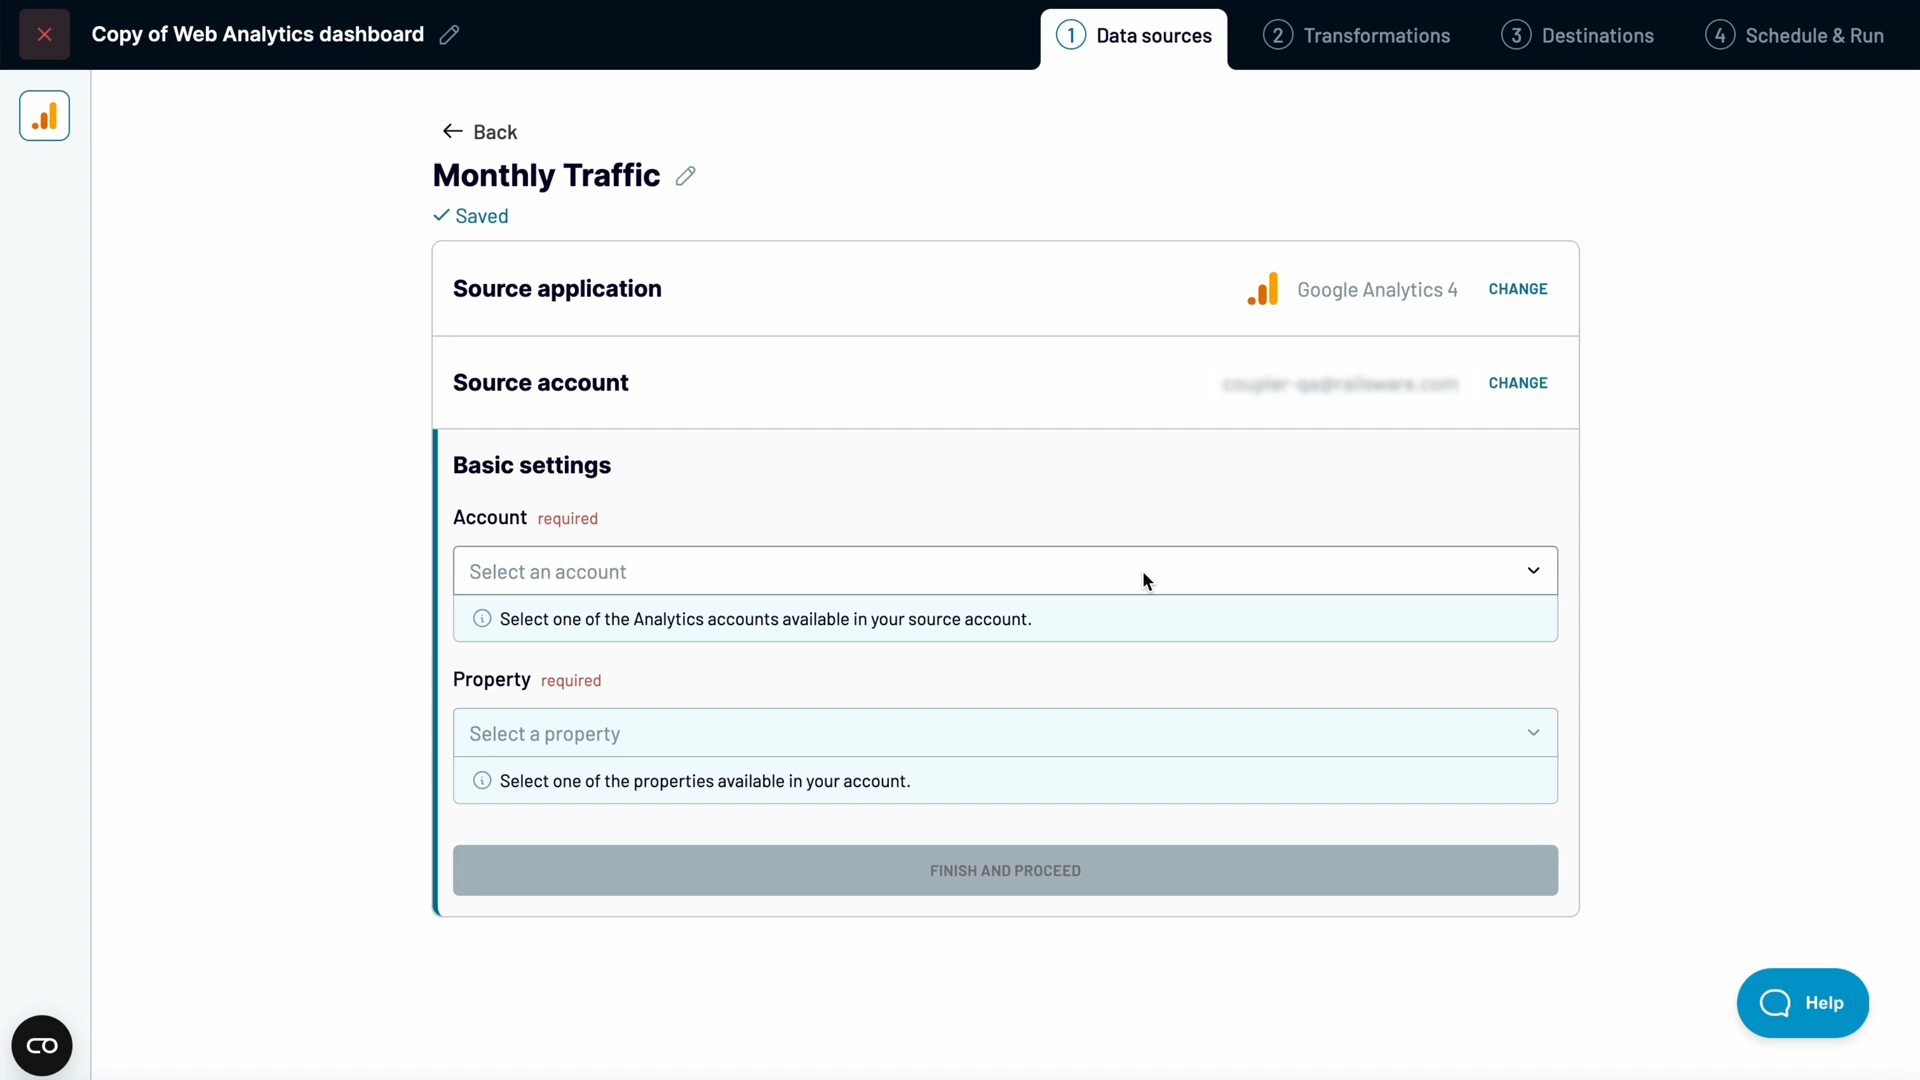 Copy of Web Analytics dashboard
1 Data sources
2 Transformations
3 Destinations
4 Schedule & Run
Back
Monthly Traffic
Saved
Source application
Google Analytics 4
CHANGE
Source account
CHANGE
Basic settings
Account required
Select an account
Select one of the Analytics accounts available in your source account.
Property required
Select a property
Select one of the properties available in your account.
FINISH AND PROCEED
Help